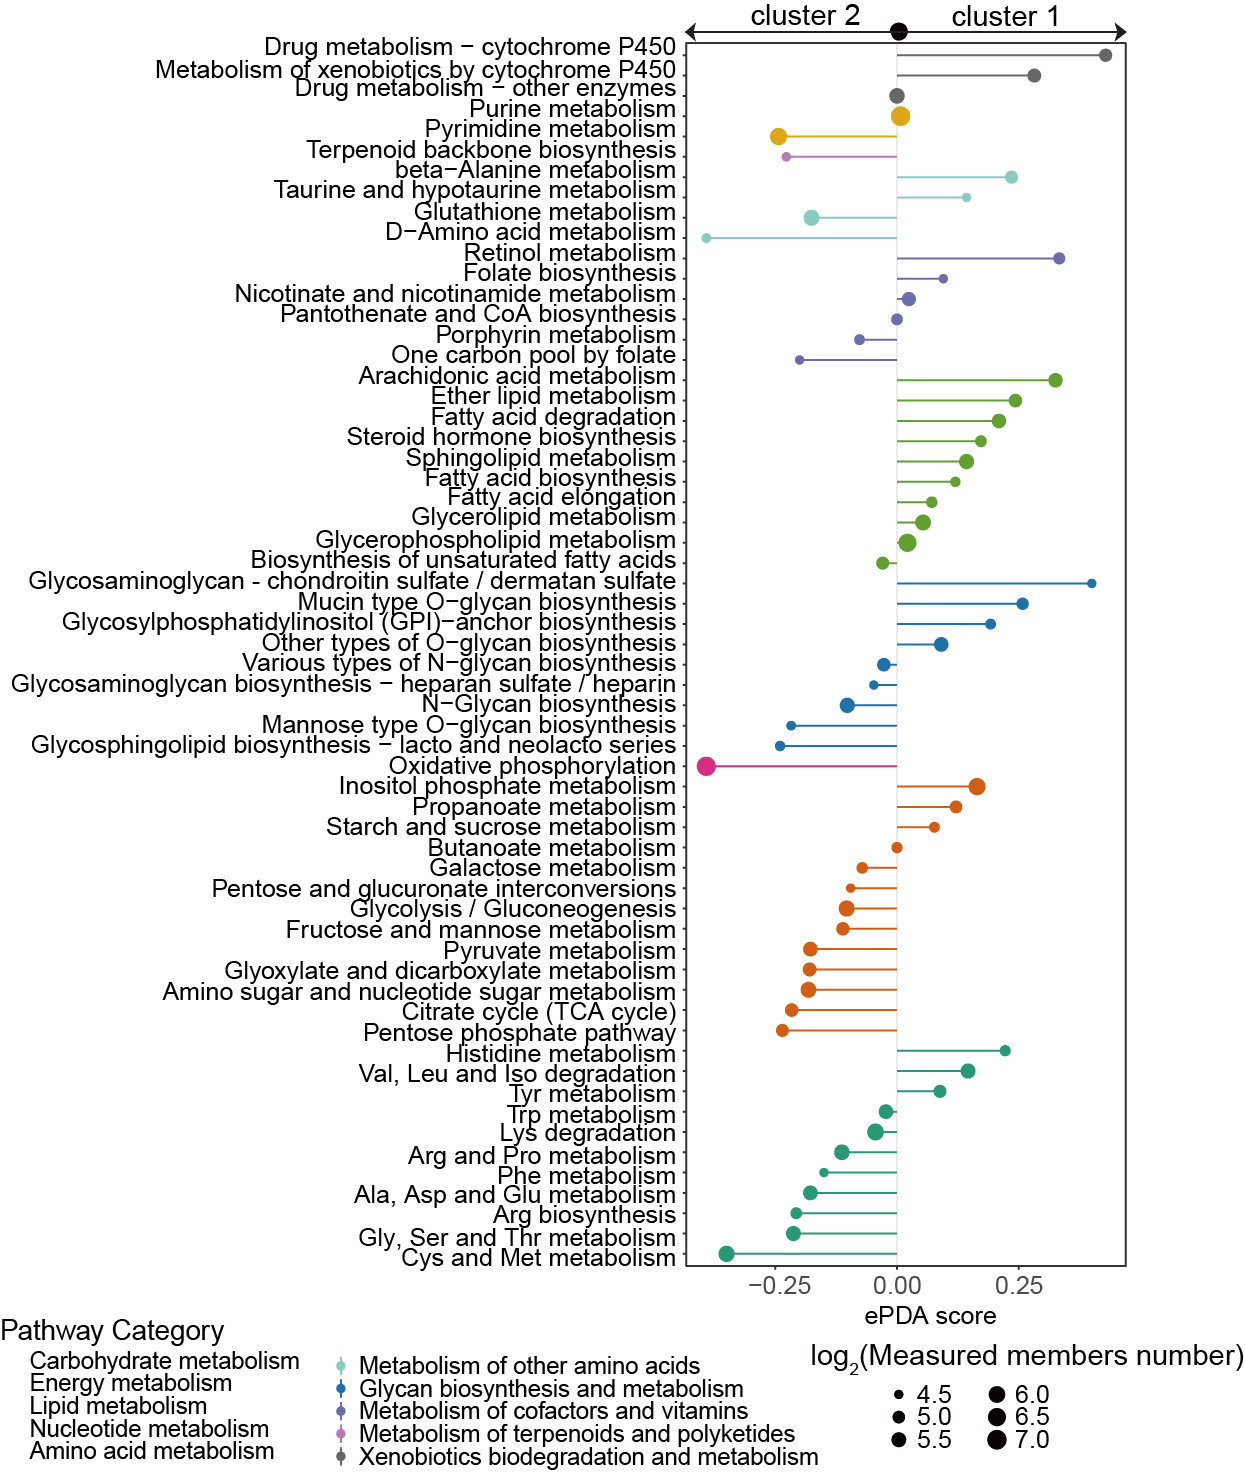 cluster 2 cluster 1
Drug metabolism − cytochrome P450
Metabolism of xenobiotics by cytochrome P450
Drug metabolism − other enzymes
Purine metabolism
Pyrimidine metabolism
Terpenoid backbone biosynthesis
beta−Alanine metabolism
Taurine and hypotaurine metabolism
Glutathione metabolism
D−Amino acid metabolism
Retinol metabolism
Folate biosynthesis
Nicotinate and nicotinamide metabolism
Pantothenate and CoA biosynthesis
Porphyrin metabolism
One carbon pool by folate
Arachidonic acid metabolism
Ether lipid metabolism
Fatty acid degradation
Steroid hormone biosynthesis
Sphingolipid metabolism
Fatty acid biosynthesis
Fatty acid elongation
Glycerolipid metabolism
Glycerophospholipid metabolism
Biosynthesis of unsaturated fatty acids
Glycosaminoglycan - chondroitin sulfate / dermatan sulfate
Mucin type O−glycan biosynthesis
Glycosylphosphatidylinositol (GPI)−anchor biosynthesis
Other types of O−glycan biosynthesis
Various types of N−glycan biosynthesis
Glycosaminoglycan biosynthesis − heparan sulfate / heparin
N−Glycan biosynthesis
Mannose type O−glycan biosynthesis
Glycosphingolipid biosynthesis − lacto and neolacto series
Oxidative phosphorylation
Inositol phosphate metabolism
Propanoate metabolism
Starch and sucrose metabolism
Butanoate metabolism
Galactose metabolism
Pentose and glucuronate interconversions
Glycolysis / Gluconeogenesis
Fructose and mannose metabolism
Pyruvate metabolism
Glyoxylate and dicarboxylate metabolism
Amino sugar and nucleotide sugar metabolism
Citrate cycle (TCA cycle)
Pentose phosphate pathway
Histidine metabolism
Val, Leu and Iso degradation
Tyr metabolism
Trp metabolism
Lys degradation
Arg and Pro metabolism
Phe metabolism
Ala, Asp and Glu metabolism
Arg biosynthesis
Gly, Ser and Thr metabolism
Cys and Met metabolism
−0.25 0.00 0.25
ePDA score
Pathway Category
Carbohydrate metabolism
Energy metabolism
Lipid metabolism
Nucleotide metabolism
Amino acid metabolism
Metabolism of other amino acids
Glycan biosynthesis and metabolism
Metabolism of cofactors and vitamins
Metabolism of terpenoids and polyketides
Xenobiotics biodegradation and metabolism
log2(Measured members number)
4.5 6.0
5.0 6.5
5.5 7.0